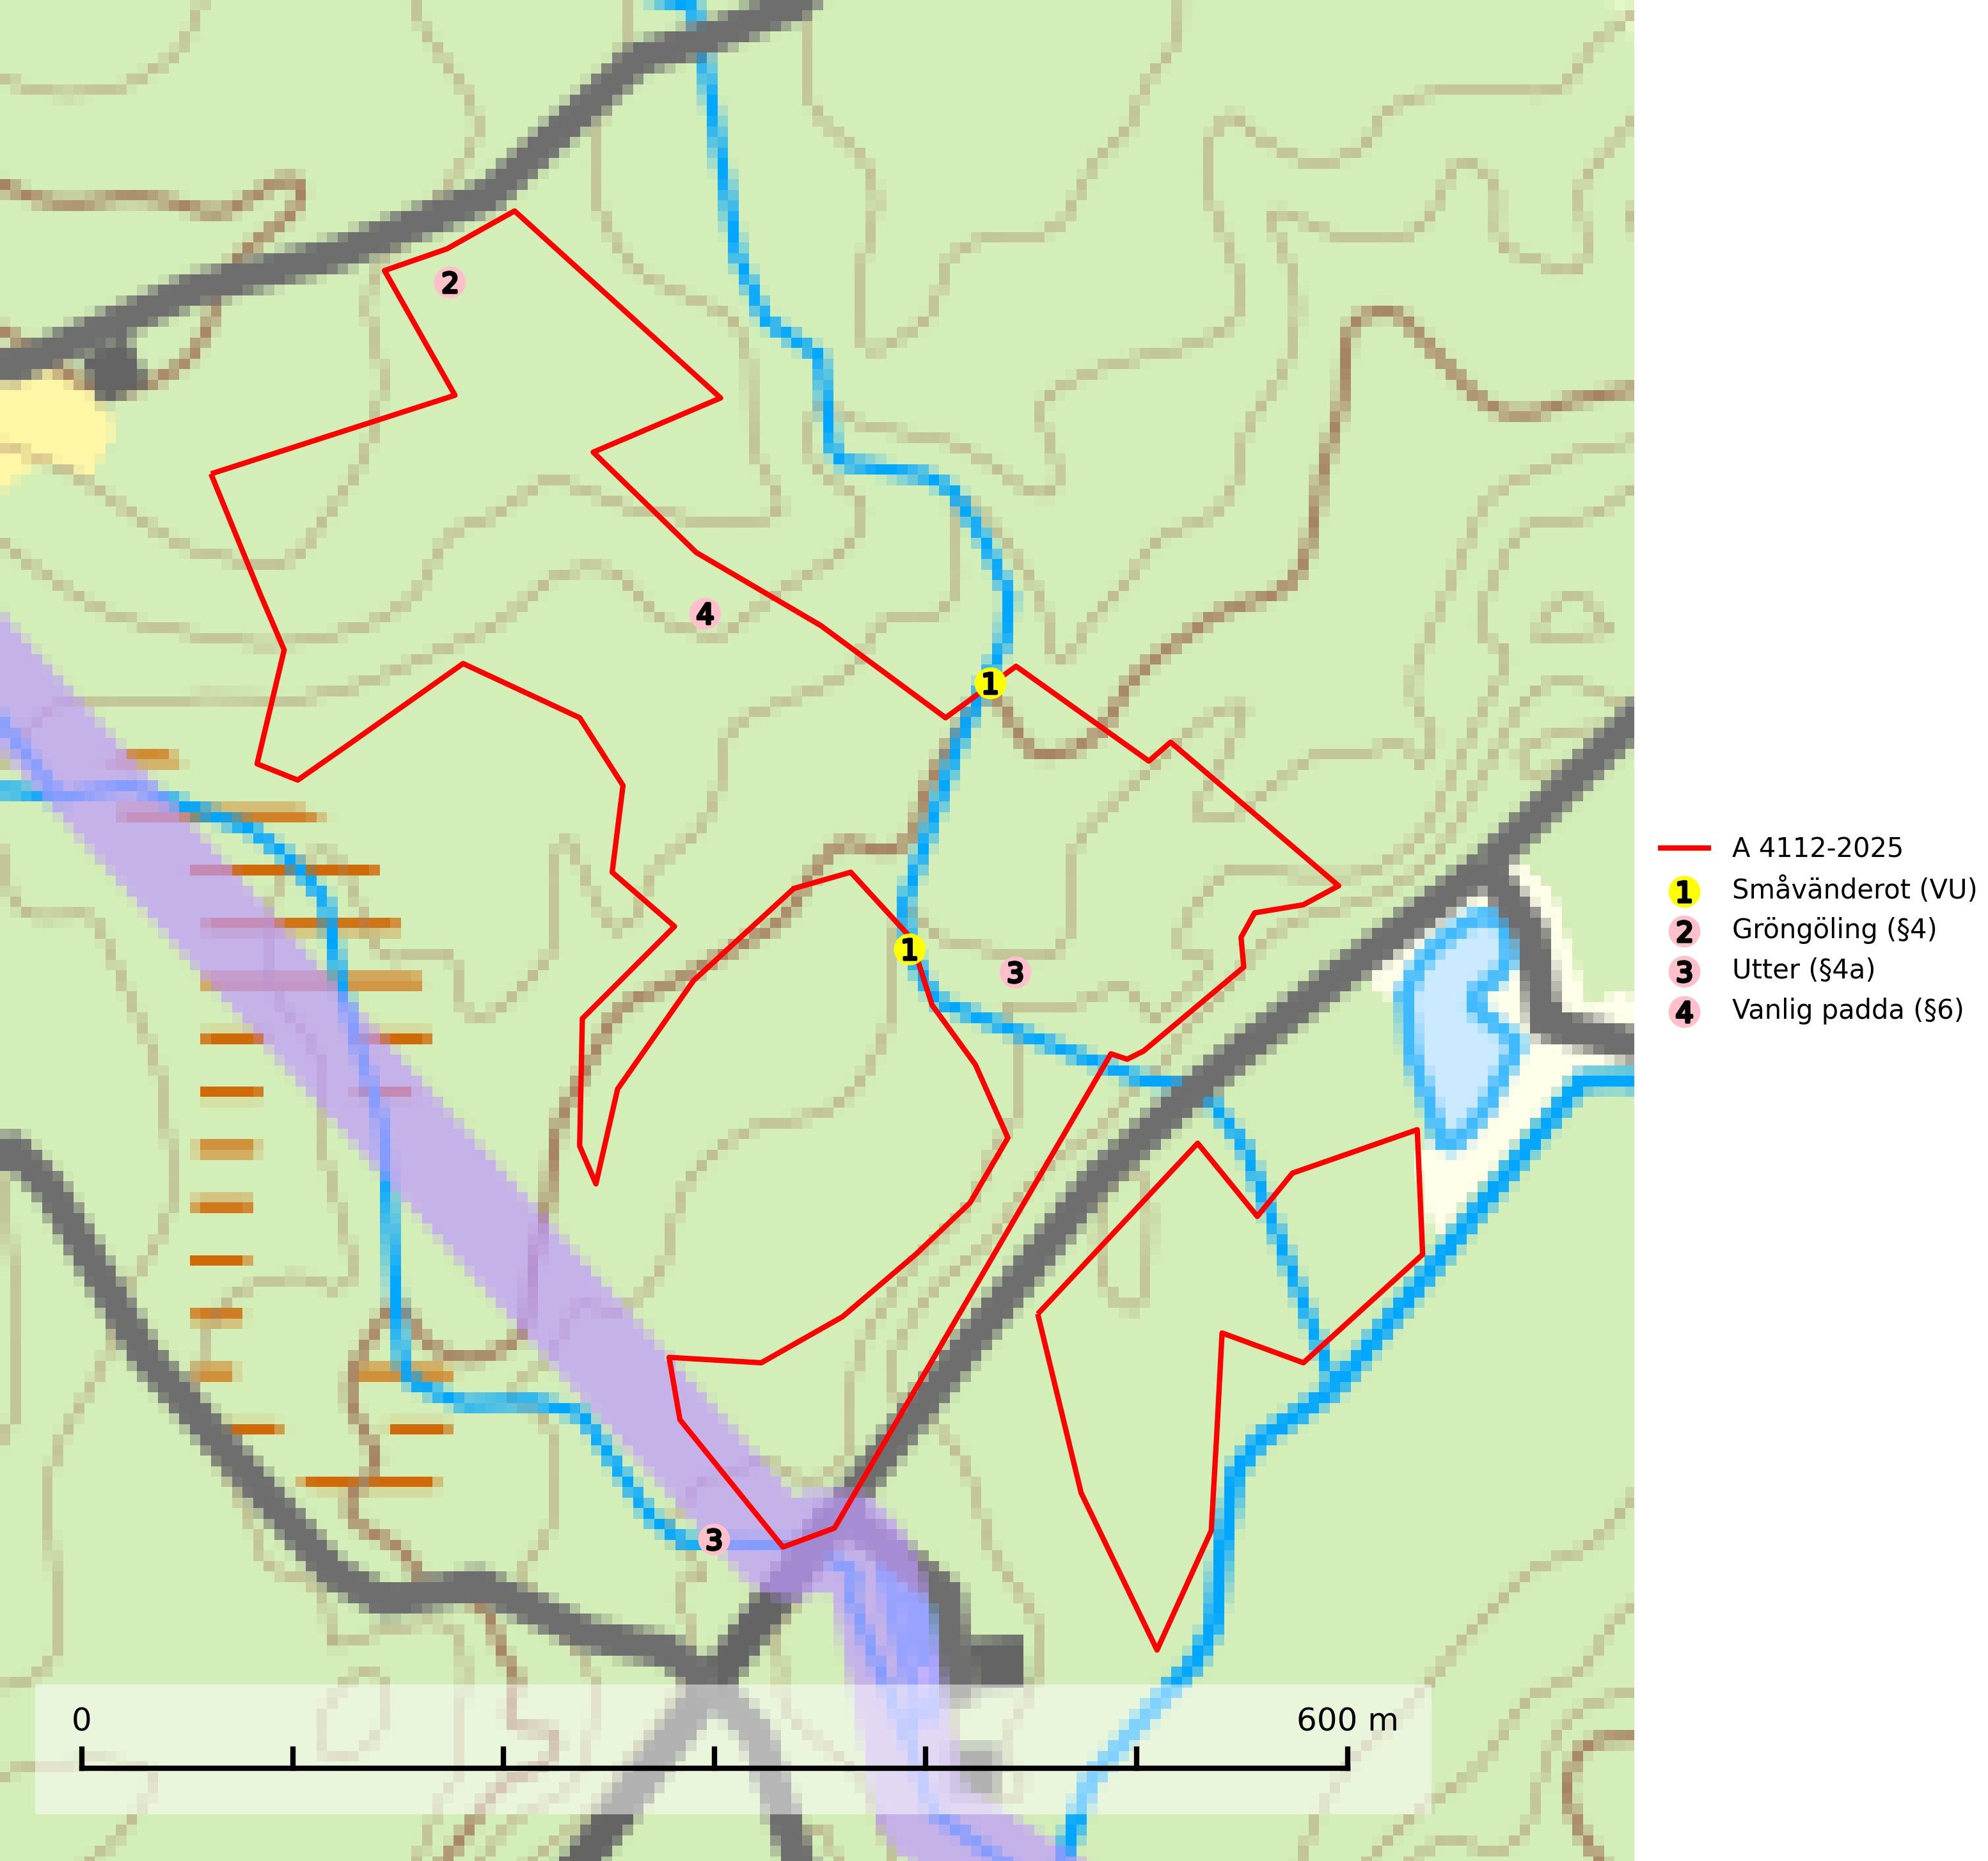 2
4
1
1
3
3
0
600 m
A 4112-2025
1 Småvänderot (VU)
2 Gröngöling (§4)
3 Utter (§4a)
4 Vanlig padda (§6)